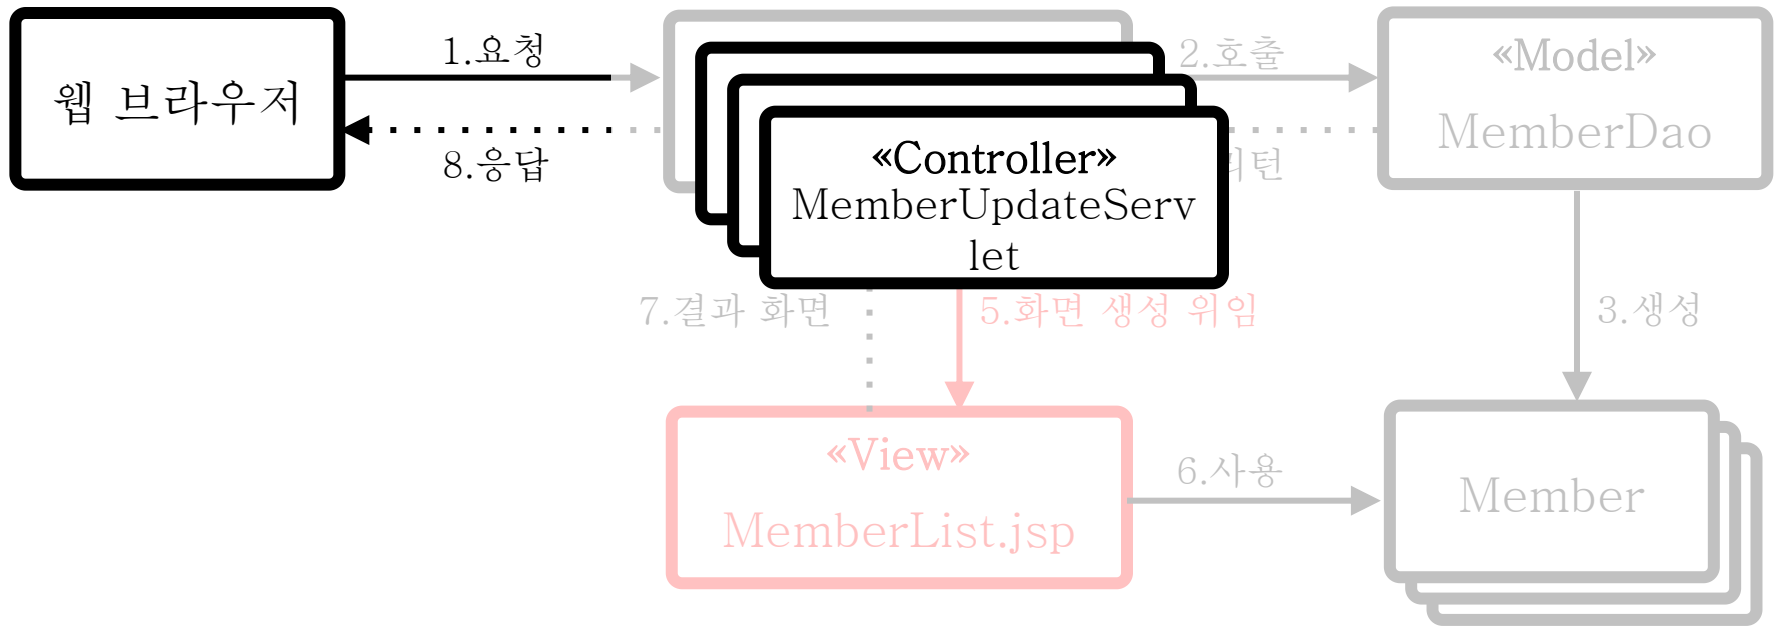 웹 브라우저
1.요청
8.응답
«Controller»
MemberUpdateServ
let
2.호출
리턴
«Model»
MemberDao
3.생성
7.결과 화면
5.화면 생성 위임
«View»
MemberList.jsp
6.사용
Member